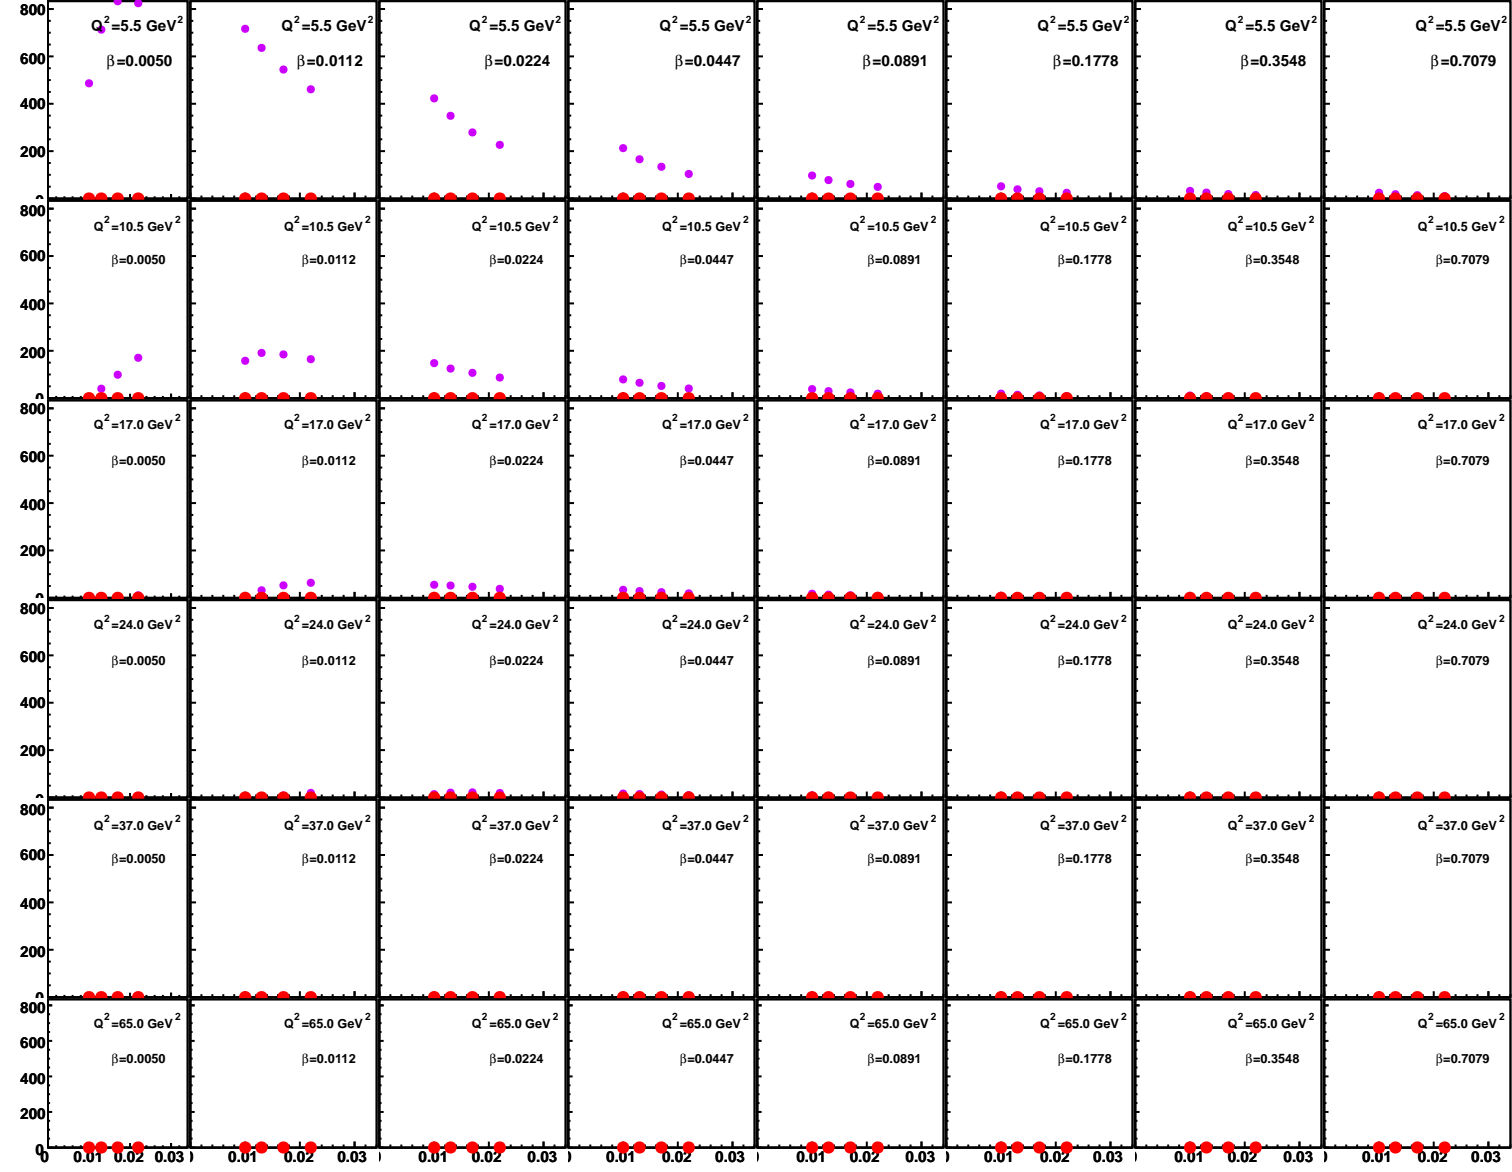 800 600 400 200 0
Q²=5.5 GeV² Q²=5.5 GeV² Q²=5.5 GeV² Q²=5.5 GeV² Q²=5.5 GeV² Q²=5.5 GeV² Q²=5.5 GeV² Q²=5.5 GeV²
β=0.0050 β=0.0112 β=0.0224 β=0.0447 β=0.0891 β=0.1778 β=0.3548 β=0.7079
800 600 400 200 0
Q²=10.5 GeV² Q²=10.5 GeV² Q²=10.5 GeV² Q²=10.5 GeV² Q²=10.5 GeV² Q²=10.5 GeV² Q²=10.5 GeV² Q²=10.5 GeV²
β=0.0050 β=0.0112 β=0.0224 β=0.0447 β=0.0891 β=0.1778 β=0.3548 β=0.7079
800 600 400 200 0
Q²=17.0 GeV² Q²=17.0 GeV² Q²=17.0 GeV² Q²=17.0 GeV² Q²=17.0 GeV² Q²=17.0 GeV² Q²=17.0 GeV² Q²=17.0 GeV²
β=0.0050 β=0.0112 β=0.0224 β=0.0447 β=0.0891 β=0.1778 β=0.3548 β=0.7079
800 600 400 200 0
Q²=24.0 GeV² Q²=24.0 GeV² Q²=24.0 GeV² Q²=24.0 GeV² Q²=24.0 GeV² Q²=24.0 GeV² Q²=24.0 GeV² Q²=24.0 GeV²
β=0.0050 β=0.0112 β=0.0224 β=0.0447 β=0.0891 β=0.1778 β=0.3548 β=0.7079
800 600 400 200 0
Q²=37.0 GeV² Q²=37.0 GeV² Q²=37.0 GeV² Q²=37.0 GeV² Q²=37.0 GeV² Q²=37.0 GeV² Q²=37.0 GeV² Q²=37.0 GeV²
β=0.0050 β=0.0112 β=0.0224 β=0.0447 β=0.0891 β=0.1778 β=0.3548 β=0.7079
800 600 400 200 0
Q²=65.0 GeV² Q²=65.0 GeV² Q²=65.0 GeV² Q²=65.0 GeV² Q²=65.0 GeV² Q²=65.0 GeV² Q²=65.0 GeV² Q²=65.0 GeV²
β=0.0050 β=0.0112 β=0.0224 β=0.0447 β=0.0891 β=0.1778 β=0.3548 β=0.7079
0 0.01 0.02 0.03 0.01 0.02 0.03 0.01 0.02 0.03 0.01 0.02 0.03 0.01 0.02 0.03 0.01 0.02 0.03 0.01 0.02 0.03 0.01 0.02 0.03